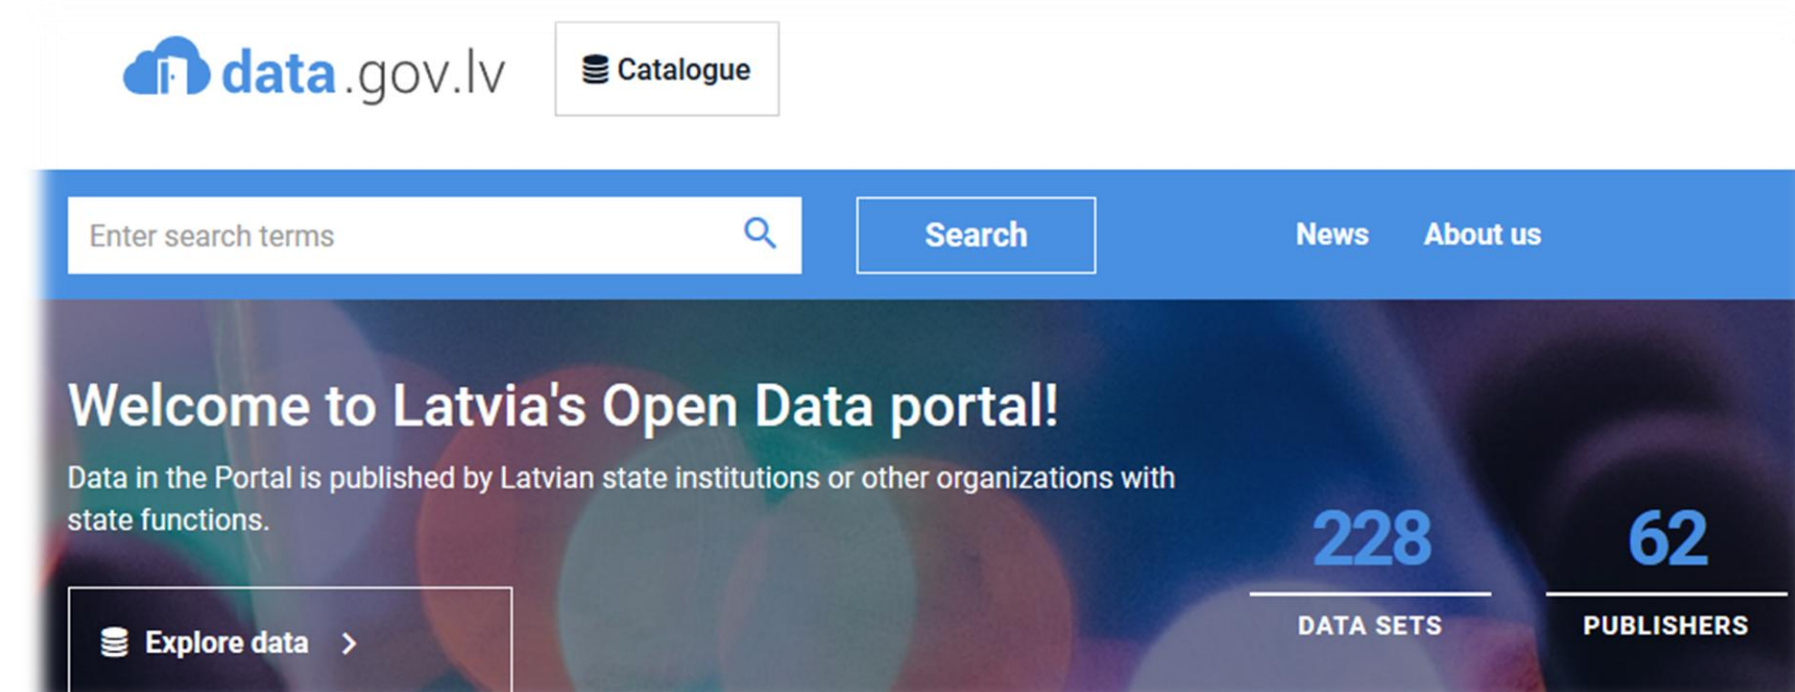 data.gov.lv
Catalogue
Enter search terms
Search
News
About us
Welcome to Latvia's Open Data portal!
Data in the Portal is published by Latvian state institutions or other organizations with
state functions.
228
DATA SETS
62
PUBLISHERS
Explore data